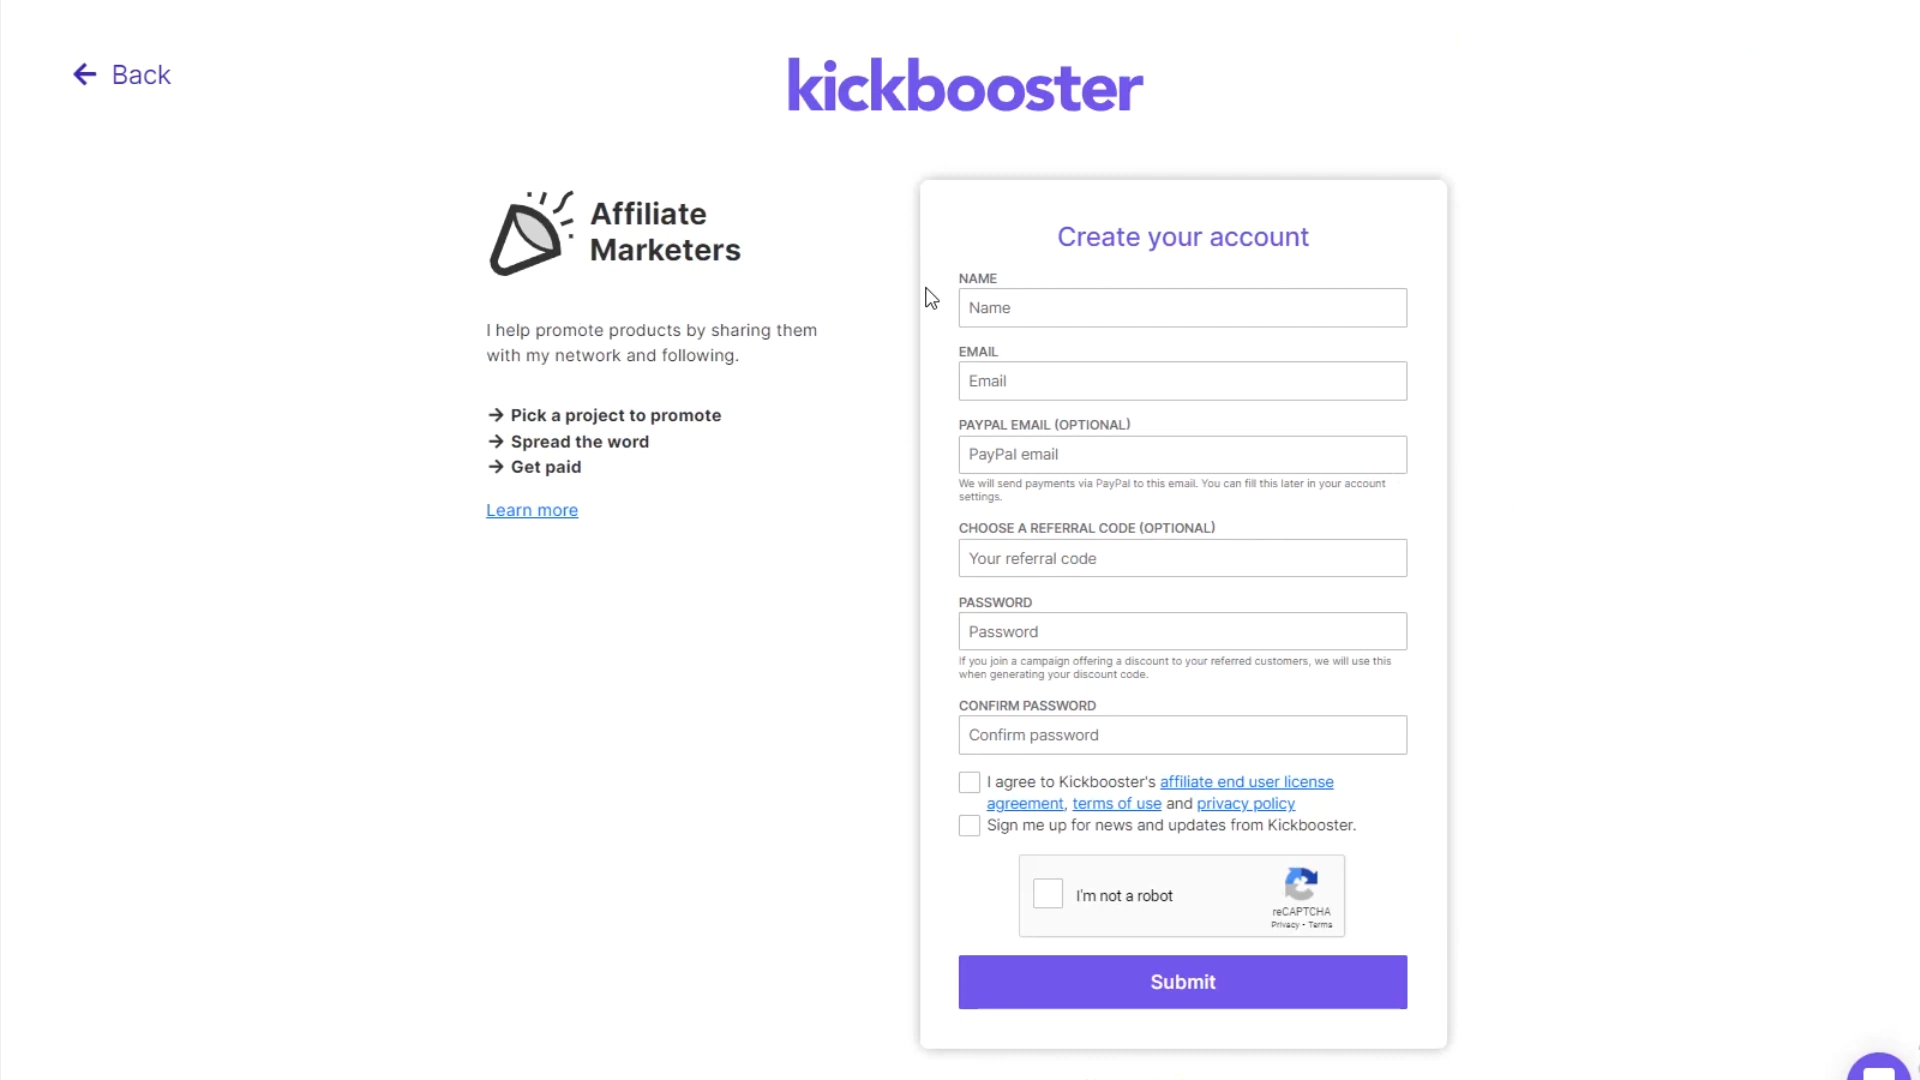 Back
kickbooster
Affiliate
Marketers
I help promote products by sharing them
with my network and following.
→ Pick a project to promote
→ Spread the word
→ Get paid
Learn more
Create your account
NAME
Name
EMAIL
Email
PAYPAL EMAIL (OPTIONAL)
PayPal email
We will send payments via PayPal to this email. You can fill this later in your account
settings.
CHOOSE A REFERRAL CODE (OPTIONAL)
Your referral code
PASSWORD
Password
If you join a campaign offering a discount to your referred customers, we will use this
when generating your discount code.
CONFIRM PASSWORD
Confirm password
I agree to Kickbooster's affiliate end user license
agreement, terms of use and privacy policy
Sign me up for news and updates from Kickbooster.
I'm not a robot
reCAPTCHA
Privacy - Terms
Submit